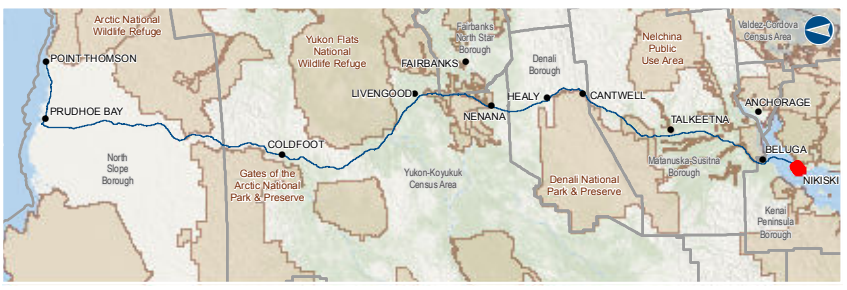 Arctic National
Wildlife Refuge
POINT THOMSON
PRUDHOE BAY
North
Slope
Borough
COLDFOOT
Gates of the
Arctic National
Park & Preserve
Yukon Flats
National
Wildlife Refuge
LIVENGOOD
FAIRBANKS
Fairbanks
North Star
Borough
Yukon-Koyukuk
Census Area
NENANA
HEALY
Denali
Borough
CANTWELL
Denali National
Park & Preserve
Nelchina
Public
Use Area
TALKEETNA
Matanuska-Susitna
Borough
Valdez-Cordova
Census Area
ANCHORAGE
BELUGA
NIKISKI
Kenai
Peninsula
Borough